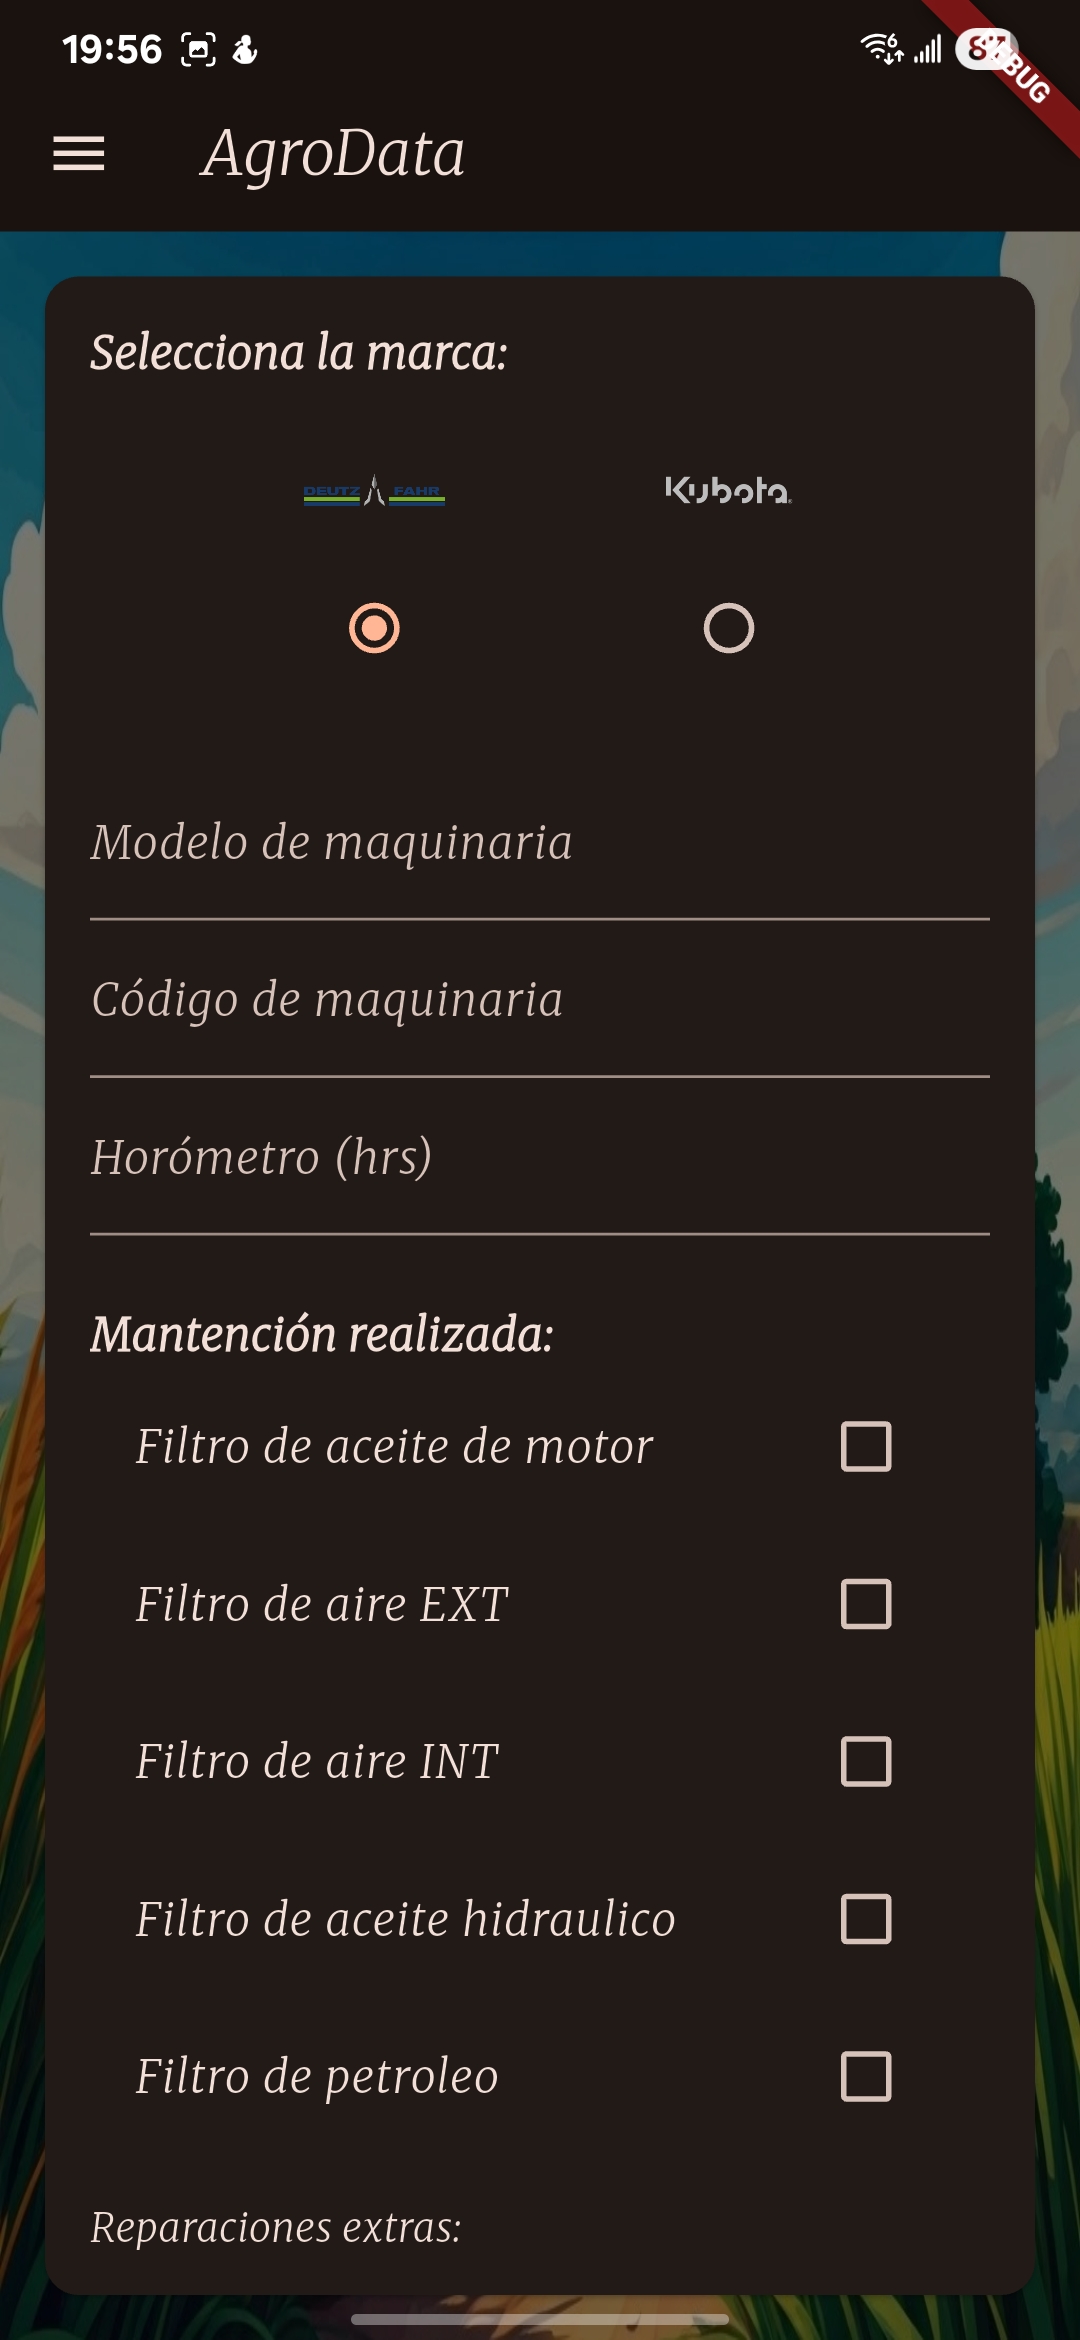 19:56
AgroData
Selecciona la marca:
DEUTZ FAHR
Kubota
Modelo de maquinaria
Código de maquinaria
Horómetro (hrs)
Mantención realizada:
Filtro de aceite de motor
Filtro de aire EXT
Filtro de aire INT
Filtro de aceite hidraulico
Filtro de petroleo
Reparaciones extras: